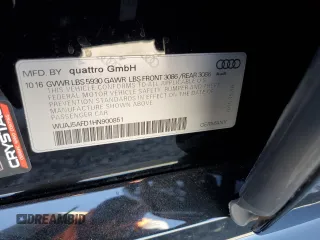 MFD BY quattro GmbH
10 16 GVWR LBS 5930 GAWR LBS FRONT 3086 / REAR 3086
THIS VEHICLE CONFORMS TO ALL APPLICABLE
FEDERAL MOTOR VEHICLE SAFETY, BUMPER AND
THEFT PREVENTION STANDARDS IN EFFECT ON THE
DATE OF MANUFACTURE SHOWN ABOVE
PASSENGER CAR
Audi
CRYSTAL
DREAMBID